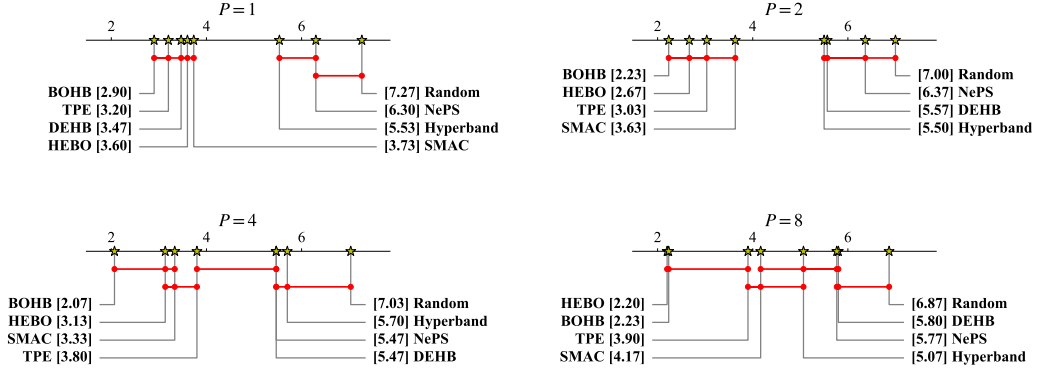 P = 1
2 4 6
BOHB [2.90]
TPE [3.20]
DEHB [3.47]
HEBO [3.60]
[7.27] Random
[6.30] NePS
[5.53] Hyperband
[3.73] SMAC
P = 2
2 4 6
BOHB [2.23]
HEBO [2.67]
TPE [3.03]
SMAC [3.63]
[7.00] Random
[6.37] NePS
[5.57] DEHB
[5.50] Hyperband
P = 4
2 4 6
BOHB [2.07]
HEBO [3.13]
SMAC [3.33]
TPE [3.80]
[7.03] Random
[5.70] Hyperband
[5.47] NePS
[5.47] DEHB
P = 8
2 4 6
HEBO [2.20]
BOHB [2.23]
TPE [3.90]
SMAC [4.17]
[6.87] Random
[5.80] DEHB
[5.77] NePS
[5.07] Hyperband